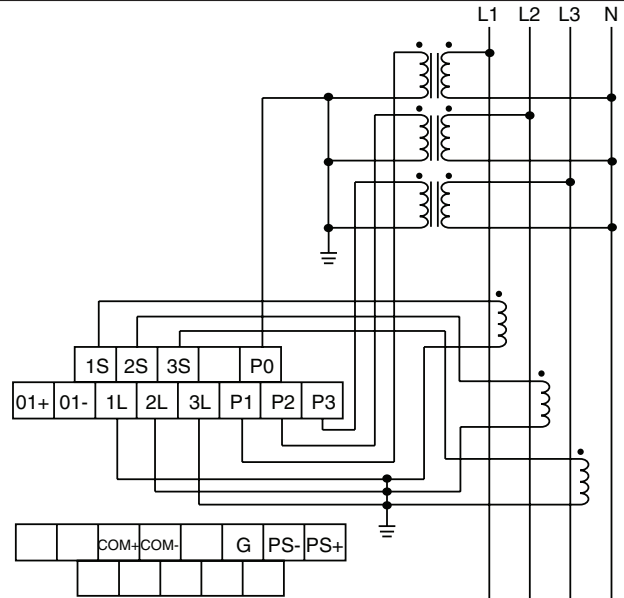 L1 L2 L3 N
1S 2S 3S P0
01+ 01- 1L 2L 3L P1 P2 P3
COM+ COM- G PS- PS+